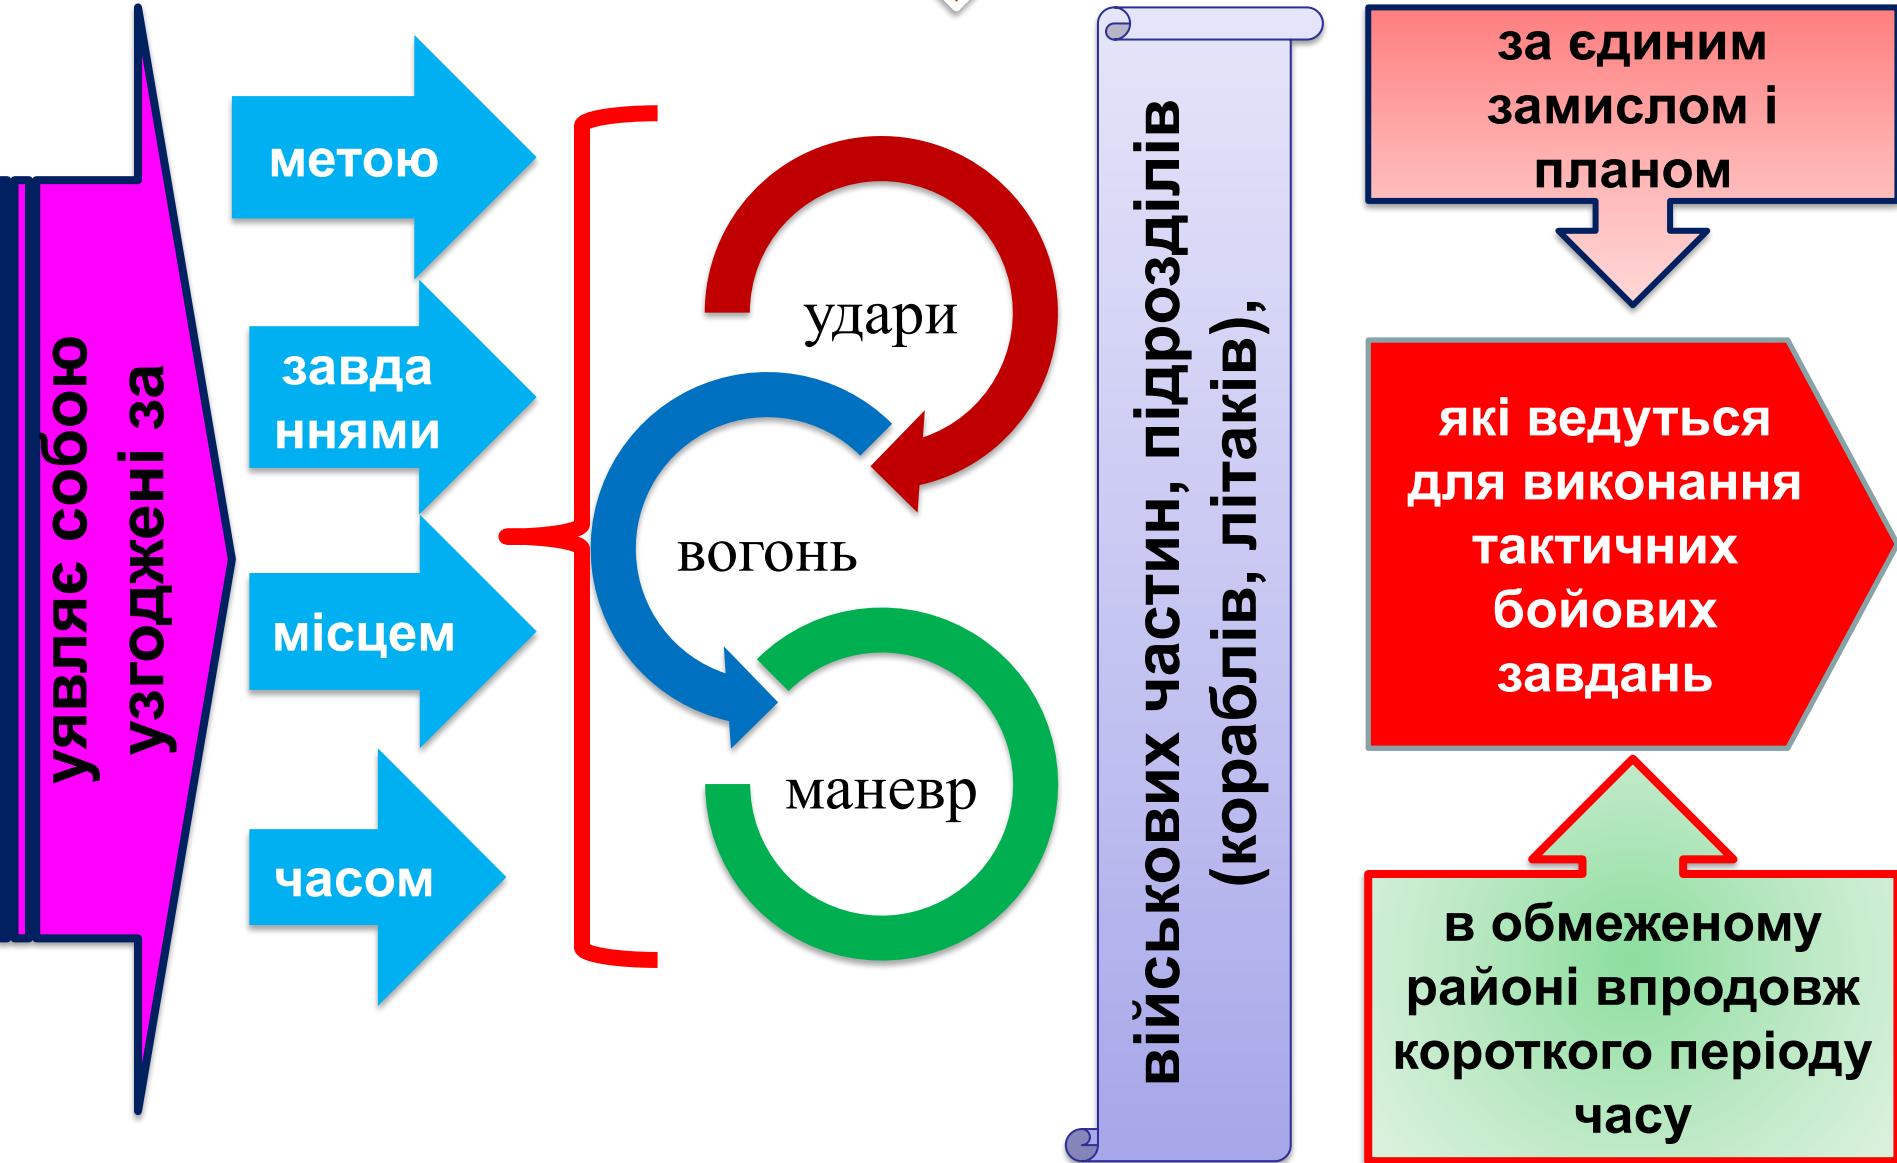 уявляє собою
узгоджені за
метою
завда
ннями
місцем
часом
удари
вогонь
маневр
військових частин, підрозділів
(кораблів, літаків),
за єдиним
замислом і
планом
які ведуться
для виконання
тактичних
бойових
завдань
в обмеженому
районі впродовж
короткого періоду
часу